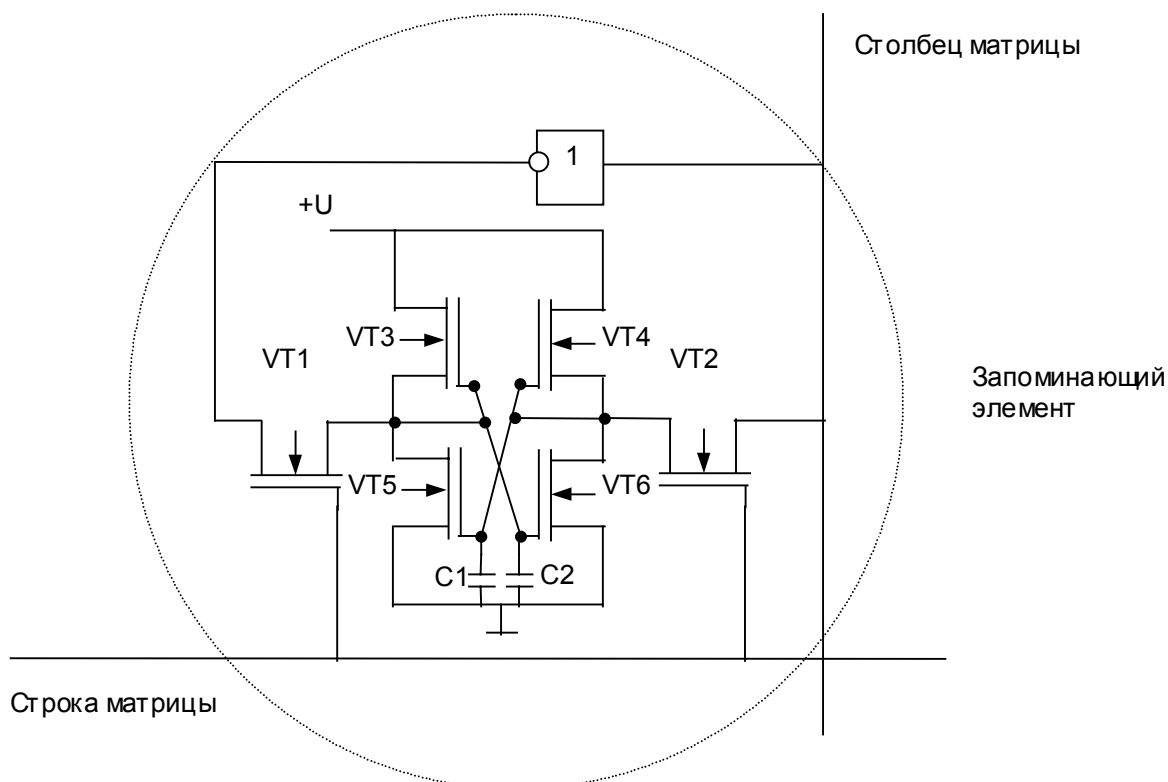 Столбец матрицы
1
+U
VT3
VT4
VT1
VT2
Запоминающий
элемент
VT5
VT6
C1
C2
Строка матрицы